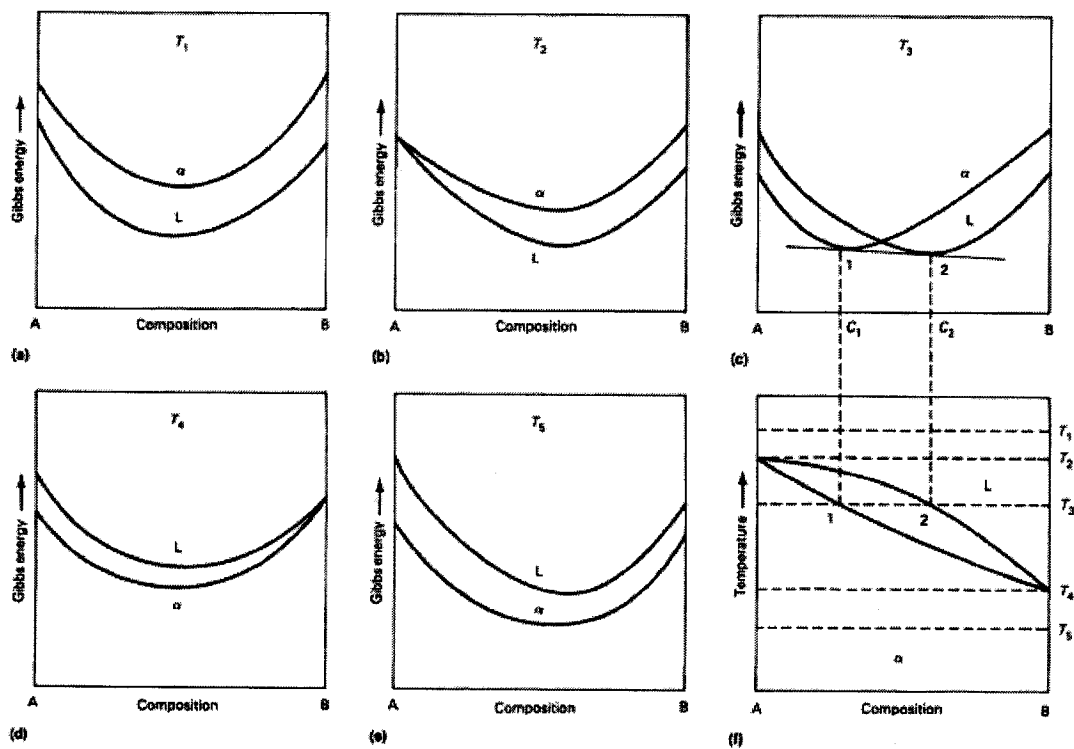 T₁
Gibbs energy
α
L
A Composition B
(a)
T₂
Gibbs energy
α
L
A Composition B
(b)
T₃
Gibbs energy
α
L
1 2
A C₁ C₂ B
(c)
T₄
Gibbs energy
L
α
A Composition B
(d)
T₅
Gibbs energy
L
α
A Composition B
(e)
T₁
T₂
L
T₃
1 2
Temperature
T₄
T₅
α
A Composition B
(f)